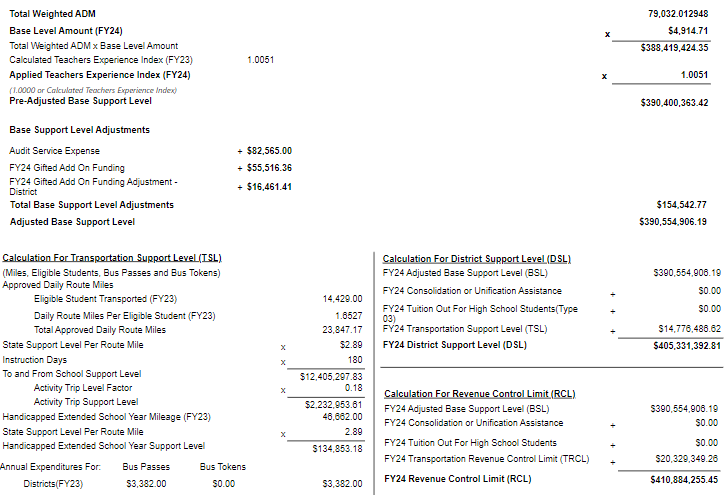 Total Weighted ADM 79,032.012948
Base Level Amount (FY24) x $4,914.71
Total Weighted ADM x Base Level Amount $388,419,424.35
Calculated Teachers Experience Index (FY23) 1.0051
Applied Teachers Experience Index (FY24) x 1.0051
(1.0000 or Calculated Teachers Experience Index)
Pre-Adjusted Base Support Level $390,400,363.42
Base Support Level Adjustments
Audit Service Expense + $82,565.00
FY24 Gifted Add On Funding + $55,516.36
FY24 Gifted Add On Funding Adjustment -
District + $16,461.41
Total Base Support Level Adjustments $154,542.77
Adjusted Base Support Level $390,554,906.19
Calculation For Transportation Support Level (TSL)
(Miles, Eligible Students, Bus Passes and Bus Tokens)
Approved Daily Route Miles
Eligible Student Transported (FY23) 14,429.00
Daily Route Miles Per Eligible Student (FY23) 1.6527
Total Approved Daily Route Miles 23,847.17
State Support Level Per Route Mile x $2.89
Instruction Days x 180
To and From School Support Level $12,405,297.83
Activity Trip Level Factor x 0.18
Activity Trip Support Level $2,232,953.61
Handicapped Extended School Year Mileage (FY23) 46,662.00
State Support Level Per Route Mile x 2.89
Handicapped Extended School Year Support Level $134,853.18
Annual Expenditures For: Bus Passes Bus Tokens
Districts(FY23) $3,382.00 $0.00 $3,382.00
Calculation For District Support Level (DSL)
FY24 Adjusted Base Support Level (BSL) $390,554,906.19
FY24 Consolidation or Unification Assistance + $0.00
FY24 Tuition Out For High School Students(Type
03) + $0.00
FY24 Transportation Support Level (TSL) + $14,776,486.62
FY24 District Support Level (DSL) $405,331,392.81
Calculation For Revenue Control Limit (RCL)
FY24 Adjusted Base Support Level (BSL) $390,554,906.19
FY24 Consolidation or Unification Assistance + $0.00
FY24 Tuition Out For High School Students + $0.00
FY24 Transportation Revenue Control Limit (TRCL) + $20,329,349.26
FY24 Revenue Control Limit (RCL) $410,884,255.45